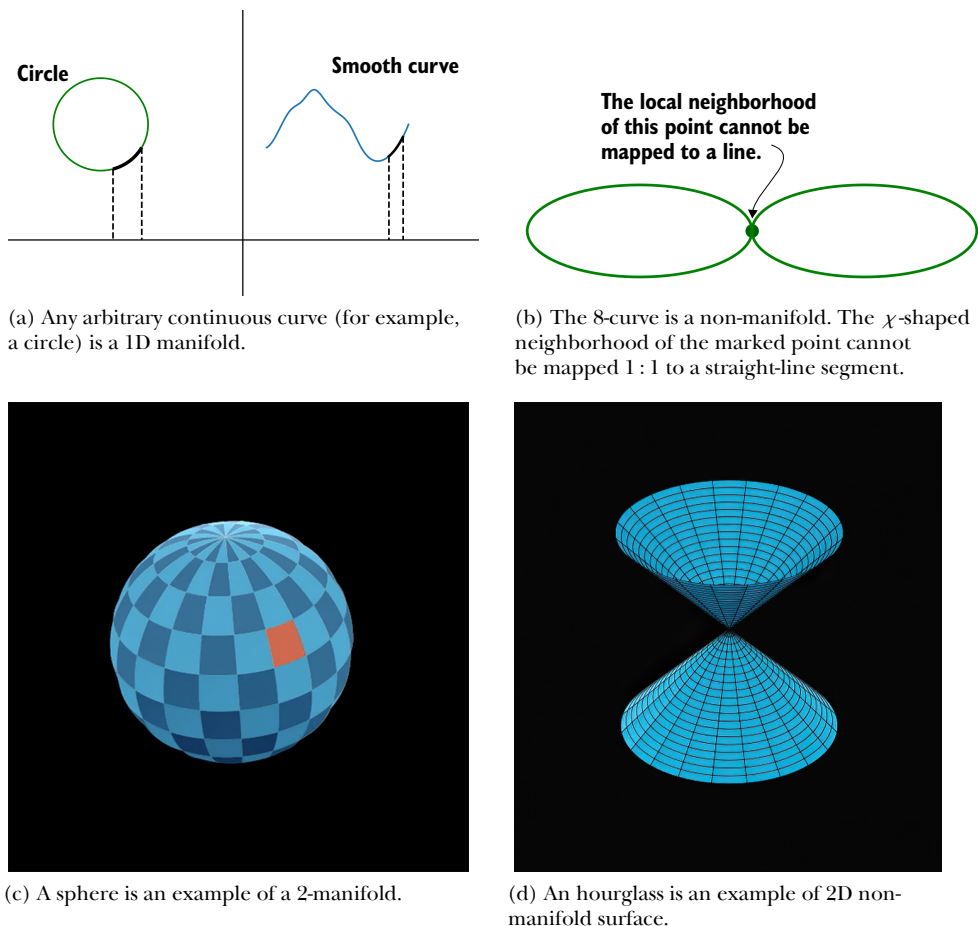 Circle
Smooth curve
(a) Any arbitrary continuous curve (for example,
a circle) is a 1D manifold.
The local neighborhood
of this point cannot be
mapped to a line.
(b) The 8-curve is a non-manifold. The χ-shaped
neighborhood of the marked point cannot
be mapped 1 : 1 to a straight-line segment.
(c) A sphere is an example of a 2-manifold.
(d) An hourglass is an example of 2D non-
manifold surface.